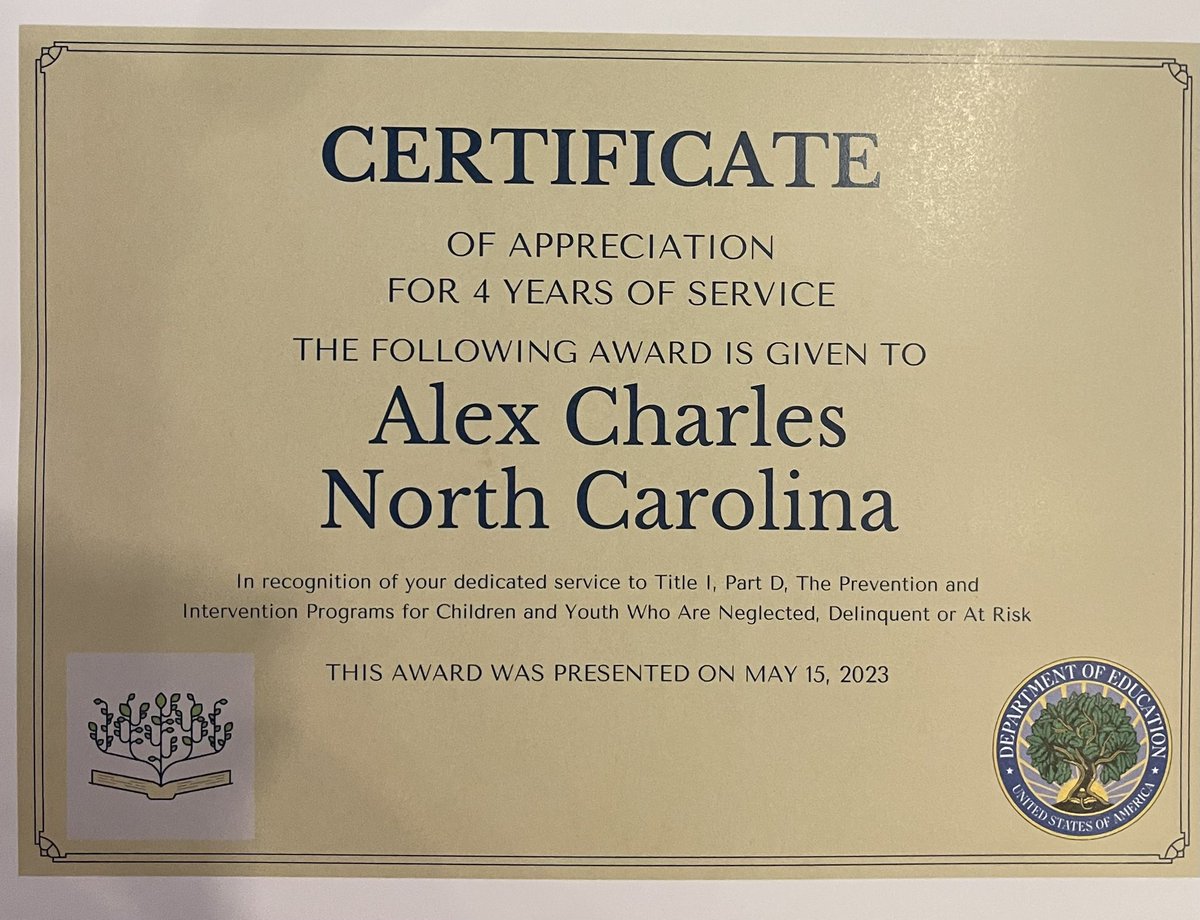 CERTIFICATE
OF APPRECIATION
FOR 4 YEARS OF SERVICE
THE FOLLOWING AWARD IS GIVEN TO
Alex Charles
North Carolina
In recognition of your dedicated service to Title I, Part D, The Prevention and
Intervention Programs for Children and Youth Who Are Neglected, Delinquent or At Risk
THIS AWARD WAS PRESENTED ON MAY 15, 2023
DEPARTMENT OF EDUCATION
UNITED STATES OF AMERICA